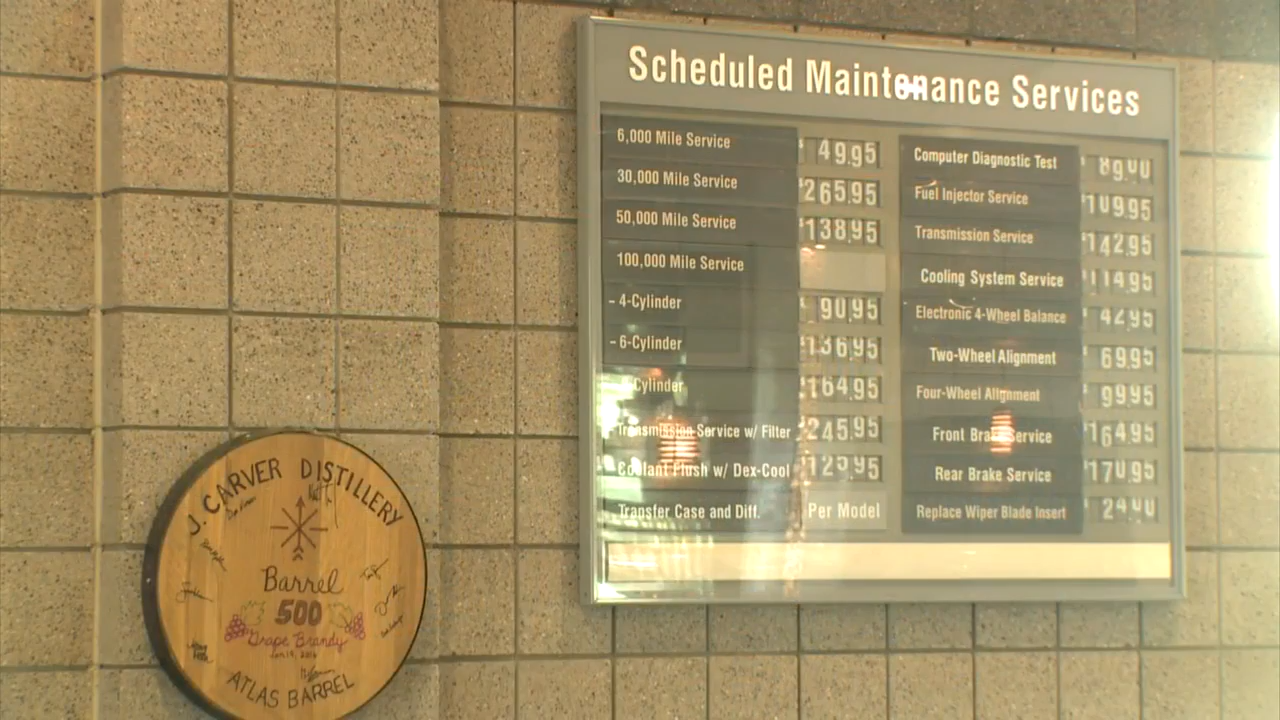 Scheduled Maintenance Services
6,000 Mile Service $49.95
30,000 Mile Service $265.95
50,000 Mile Service $138.95
100,000 Mile Service
- 4-Cylinder $90.95
- 6-Cylinder $136.95
Cylinder $164.95
Transmission Service w/ Filter $245.95
Coolant Flush w/ Dex-Cool $125.95
Transfer Case and Diff. Per Model
Computer Diagnostic Test $89.00
Fuel Injector Service $109.95
Transmission Service $142.95
Cooling System Service $114.95
Electronic 4-Wheel Balance $42.95
Two-Wheel Alignment $69.95
Four-Wheel Alignment $99.95
Front Brake Service $164.95
Rear Brake Service $170.95
Replace Wiper Blade Insert $24.40
J. CARVER DISTILLERY
Barrel
500
Grape Brandy
ATLAS BARREL